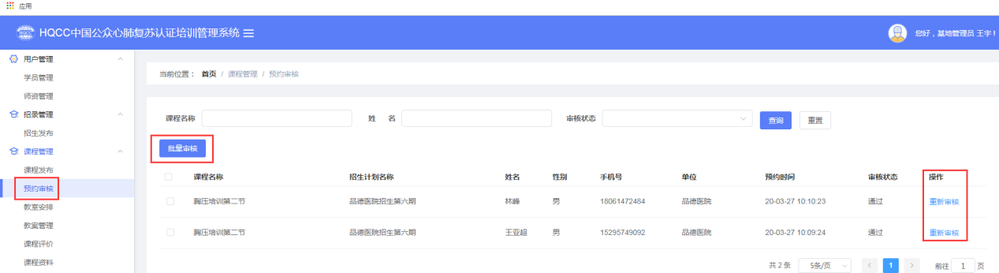 应用
HQCC中国公众心肺复苏认证培训管理系统
您好，基地管理员 王宇！
用户管理
学员管理
师资管理
招录管理
招生发布
课程管理
课程发布
预约审核
教室安排
教室管理
课程评价
课程资料
当前位置： 首页 / 课程管理 / 预约审核
课程名称 姓 名 审核状态 查询 重置
批量审核
课程名称 招生计划名称 姓名 性别 手机号 单位 预约时间 审核状态 操作
胸压培训第二节 品德医院招生第六期 林峰 男 18061472484 品德医院 20-03-27 10:10:23 通过 重新审核
胸压培训第二节 品德医院招生第六期 王亚超 男 15295749092 品德医院 20-03-27 10:09:24 通过 重新审核
共 2 条 5条/页 < 1 > 前往 1 页